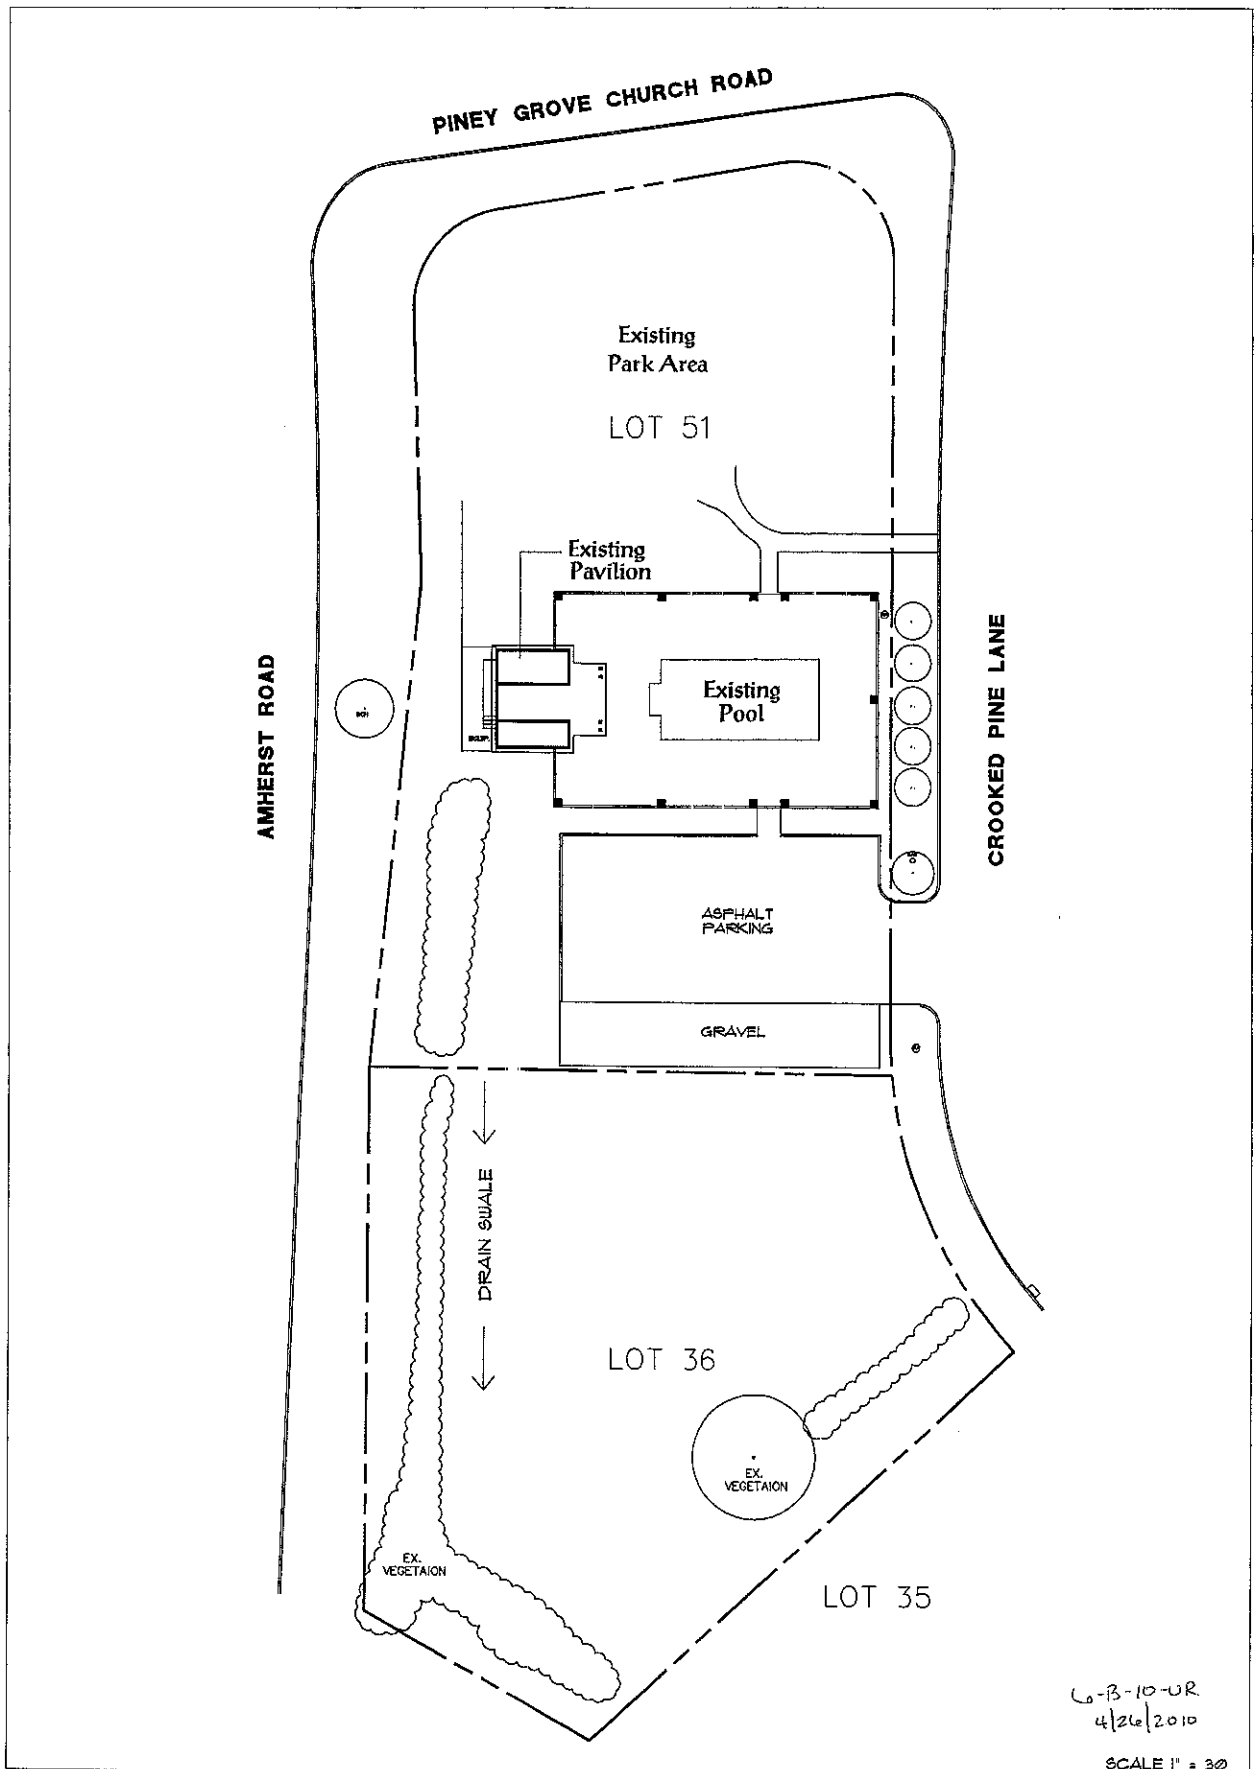 PINEY GROVE CHURCH ROAD
Existing
Park Area
LOT 51
Existing
Pavilion
AMHERST ROAD
CROOKED PINE LANE
Existing
Pool
ASPHALT
PARKING
GRAVEL
DRAIN SWALE
LOT 36
EX.
VEGETAION
EX.
VEGETAION
LOT 35
6-B-10-UR
4/26/2010
SCALE 1" = 30